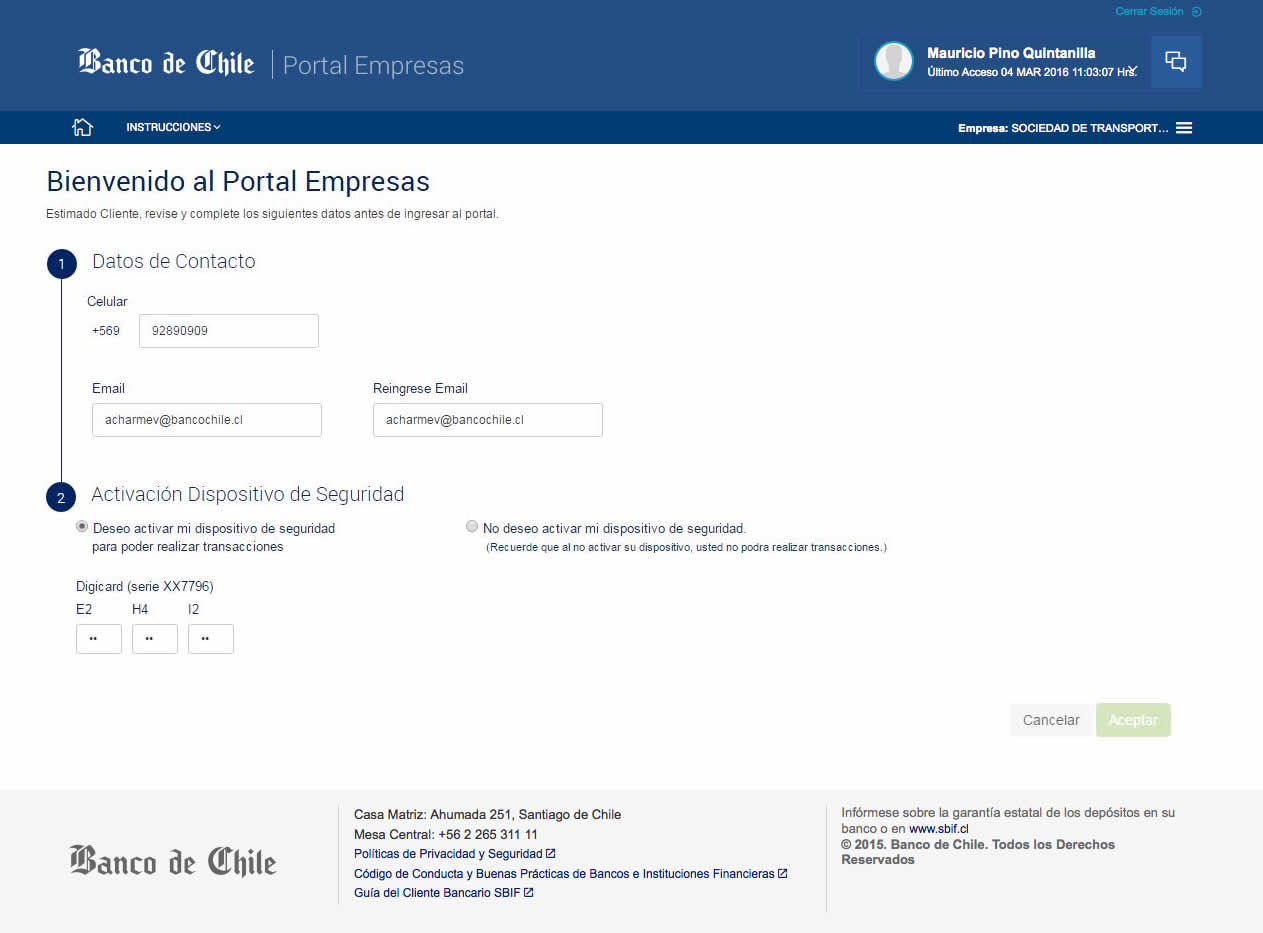 Cerrar Sesión
Banco de Chile | Portal Empresas
Mauricio Pino Quintanilla
Último Acceso 04 MAR 2016 11:03:07 Hrs.
INSTRUCCIONES
Empresa: SOCIEDAD DE TRANSPORT...
Bienvenido al Portal Empresas
Estimado Cliente, revise y complete los siguientes datos antes de ingresar al portal.
1 Datos de Contacto
Celular
+569 92890909
Email Reingrese Email
acharmev@bancochile.cl acharmev@bancochile.cl
2 Activación Dispositivo de Seguridad
Deseo activar mi dispositivo de seguridad
para poder realizar transacciones
No deseo activar mi dispositivo de seguridad.
(Recuerde que al no activar su dispositivo, usted no podra realizar transacciones.)
Digicard (serie XX7796)
E2 H4 I2
•• •• ••
Cancelar Aceptar
Banco de Chile
Casa Matriz: Ahumada 251, Santiago de Chile
Mesa Central: +56 2 265 311 11
Políticas de Privacidad y Seguridad
Código de Conducta y Buenas Prácticas de Bancos e Instituciones Financieras
Guía del Cliente Bancario SBIF
Infórmese sobre la garantía estatal de los depósitos en su
banco o en www.sbif.cl
© 2015. Banco de Chile. Todos los Derechos
Reservados